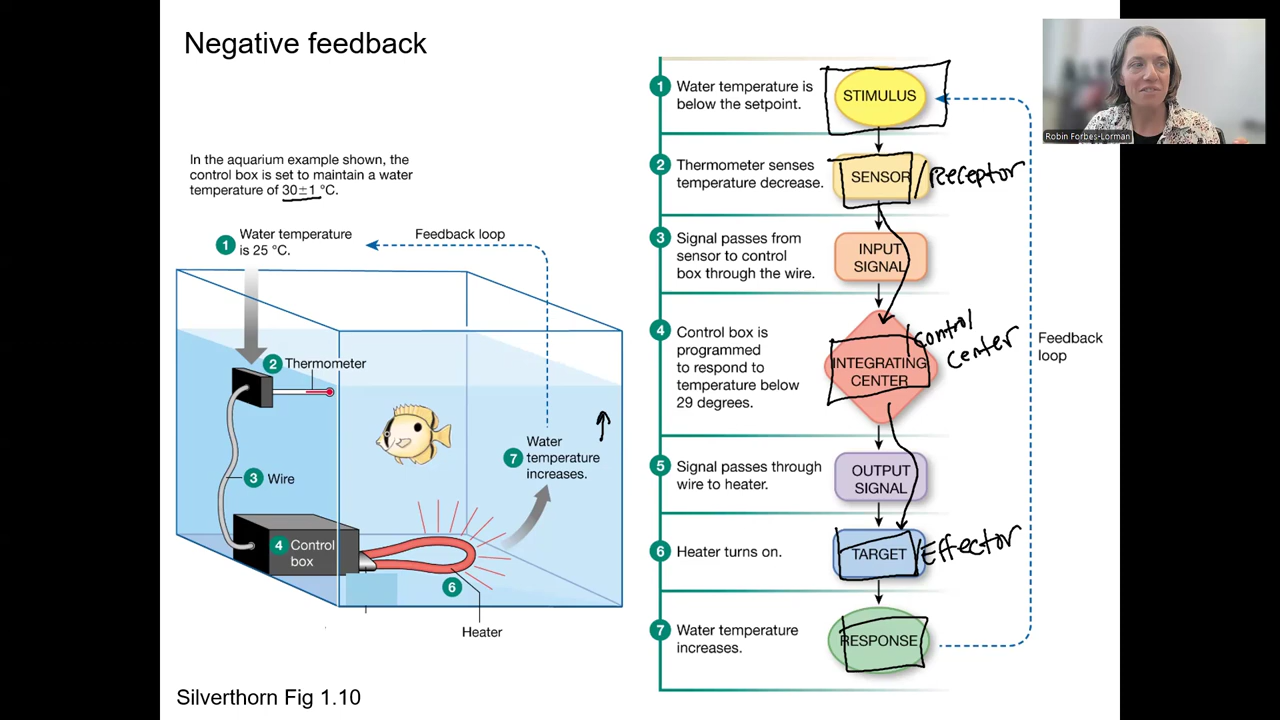 Negative feedback
In the aquarium example shown, the
control box is set to maintain a water
temperature of 30±1 °C.
1 Water temperature
is 25 °C.
Feedback loop
2 Thermometer
3 Wire
4 Control
box
6
7 Water
temperature
increases.
Heater
Silverthorn Fig 1.10
1 Water temperature is
below the setpoint.
STIMULUS
2 Thermometer senses
temperature decrease.
SENSOR /Receptor
3 Signal passes from
sensor to control
box through the wire.
INPUT
SIGNAL
4 Control box is
programmed
to respond to
temperature below
29 degrees.
INTEGRATING
CENTER
/Control
Center
5 Signal passes through
wire to heater.
OUTPUT
SIGNAL
6 Heater turns on.
TARGET /Effector
7 Water temperature
increases.
RESPONSE
Feedback
loop
Robin Forbes-Lorman